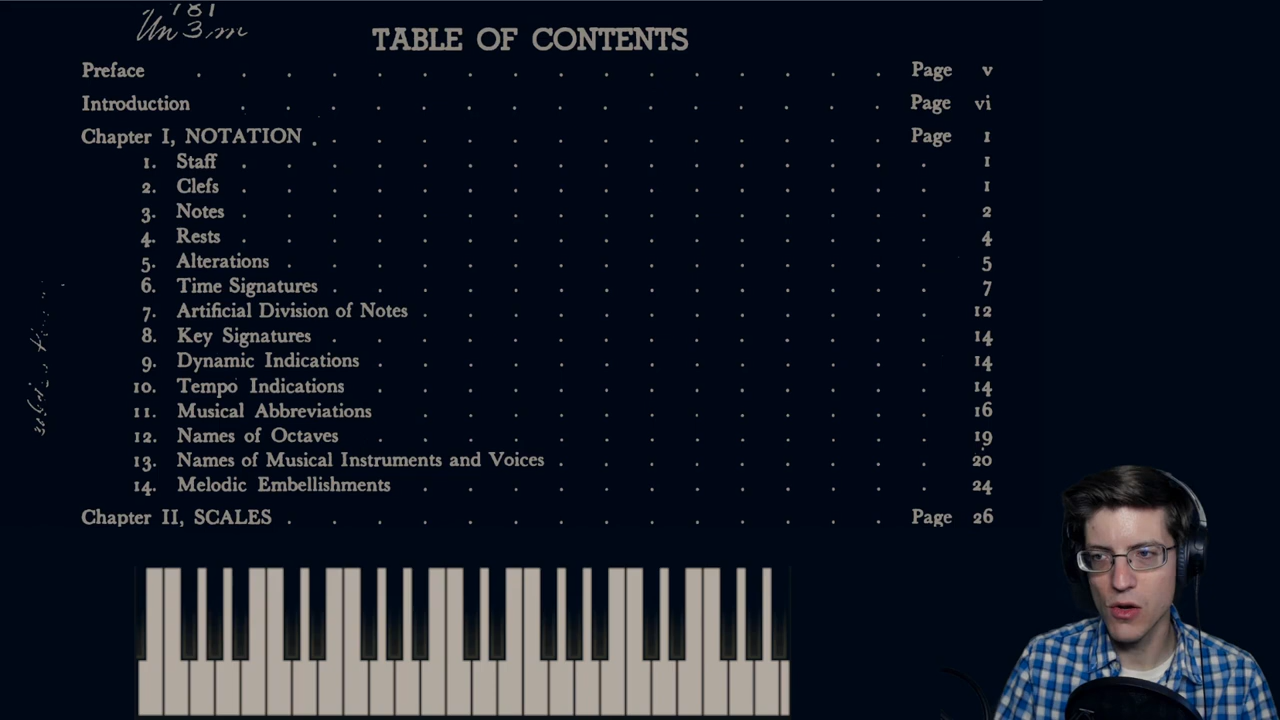 781
Un3m
TABLE OF CONTENTS
Preface . . . . . . . . . . . . . . . . Page v
Introduction . . . . . . . . . . . . . . . Page vi
Chapter I, NOTATION . . . . . . . . . . . . . . Page 1
1. Staff . . . . . . . . . . . . . . . . 1
2. Clefs . . . . . . . . . . . . . . . . 1
3. Notes . . . . . . . . . . . . . . . . 2
4. Rests . . . . . . . . . . . . . . . . 4
5. Alterations . . . . . . . . . . . . . . . 5
6. Time Signatures . . . . . . . . . . . . . . 7
7. Artificial Division of Notes . . . . . . . . . . . . 12
8. Key Signatures . . . . . . . . . . . . . . 14
9. Dynamic Indications . . . . . . . . . . . . . 14
10. Tempo Indications . . . . . . . . . . . . . 14
11. Musical Abbreviations . . . . . . . . . . . . 16
12. Names of Octaves . . . . . . . . . . . . . 19
13. Names of Musical Instruments and Voices . . . . . . . . . 20
14. Melodic Embellishments . . . . . . . . . . . . 24
Chapter II, SCALES . . . . . . . . . . . . . . Page 26